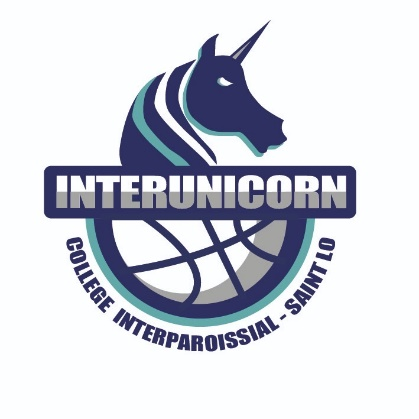 INTERUNICORN
COLLEGE INTERPAROISSIAL - SAINT LO